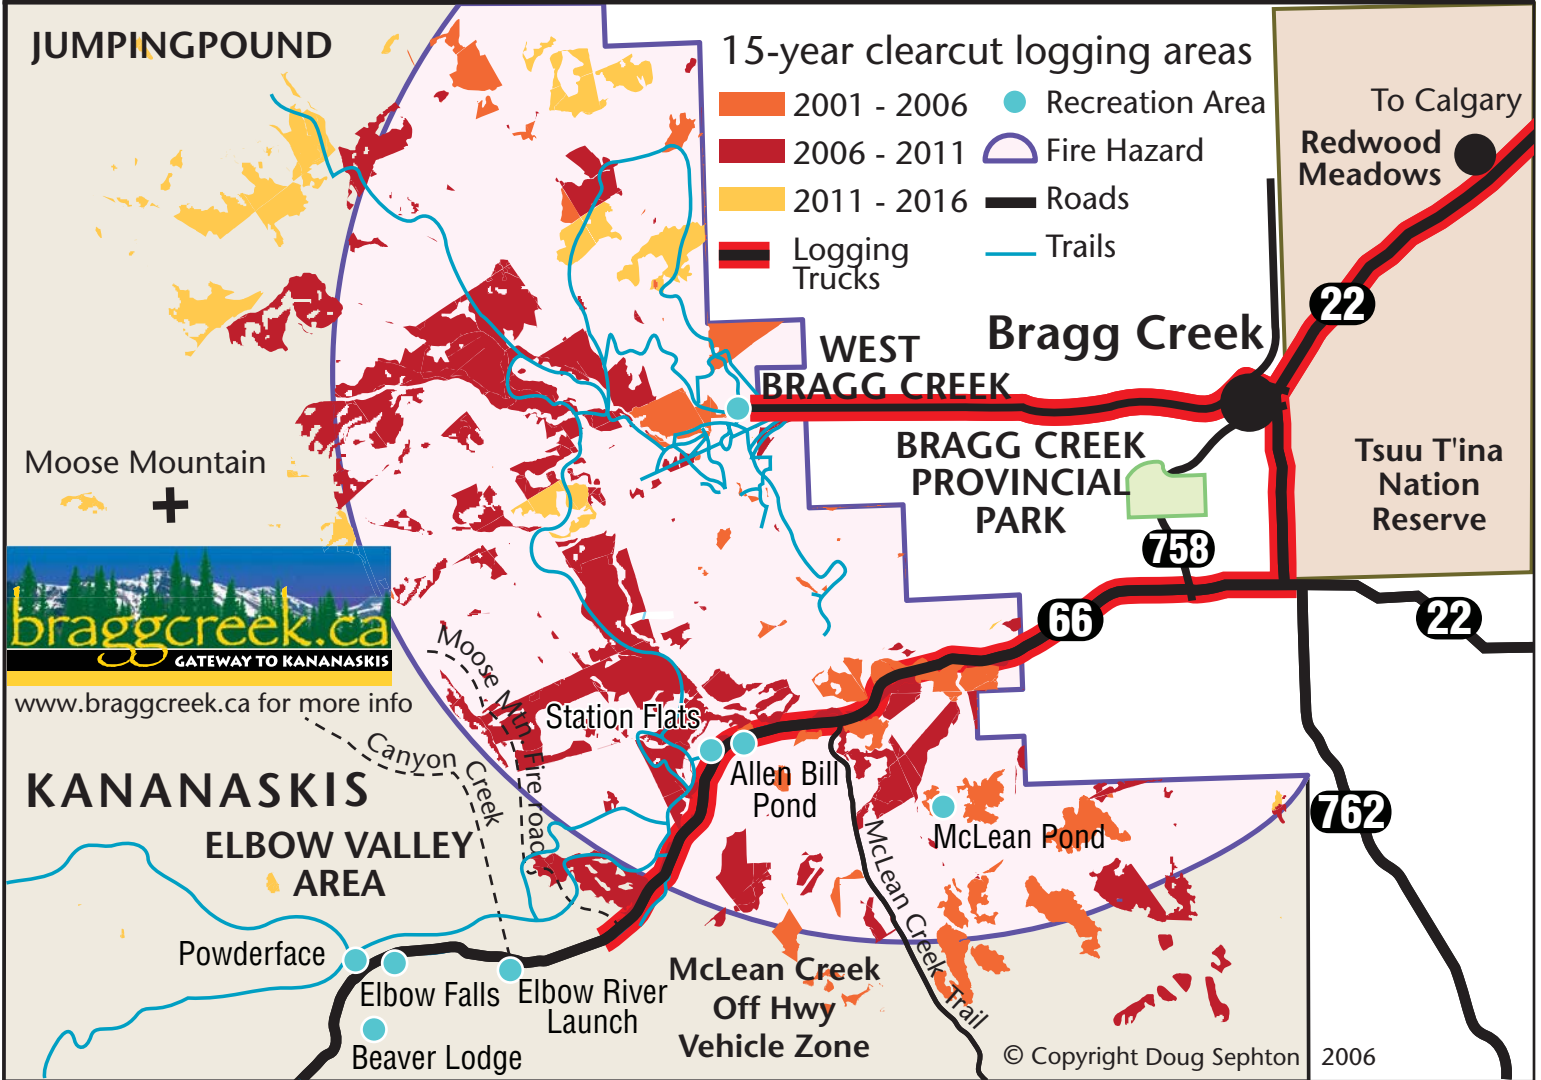 JUMPINGPOUND
15-year clearcut logging areas
2001 - 2006
Recreation Area
2006 - 2011
Fire Hazard
2011 - 2016
Roads
Logging
Trucks
Trails
To Calgary
Redwood
Meadows
22
Bragg Creek
WEST
BRAGG CREEK
BRAGG CREEK
PROVINCIAL
PARK
Tsuu T'ina
Nation
Reserve
758
66
22
762
Moose Mountain
braggcreek.ca
GATEWAY TO KANANASKIS
www.braggcreek.ca for more info
Moose Mtn. Fire road
Canyon Creek
Station Flats
Allen Bill
Pond
McLean Pond
McLean Creek Trail
KANANASKIS
ELBOW VALLEY
AREA
Powderface
Elbow Falls
Elbow River
Launch
Beaver Lodge
McLean Creek
Off Hwy
Vehicle Zone
© Copyright Doug Sephton 2006